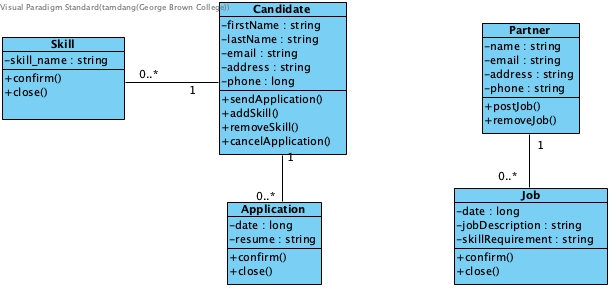 Visual Paradigm Standard(tamdang(George Brown College))
Skill
-skill_name : string
+confirm()
+close()
0..*
1
Candidate
-firstName : string
-lastName : string
-email : string
-address : string
-phone : long
+sendApplication()
+addSkill()
+removeSkill()
+cancelApplication()
1
0..*
Application
-date : long
-resume : string
+confirm()
+close()
Partner
-name : string
-email : string
-address : string
-phone : string
+postJob()
+removeJob()
1
0..*
Job
-date : long
-jobDescription : string
-skillRequirement : string
+confirm()
+close()